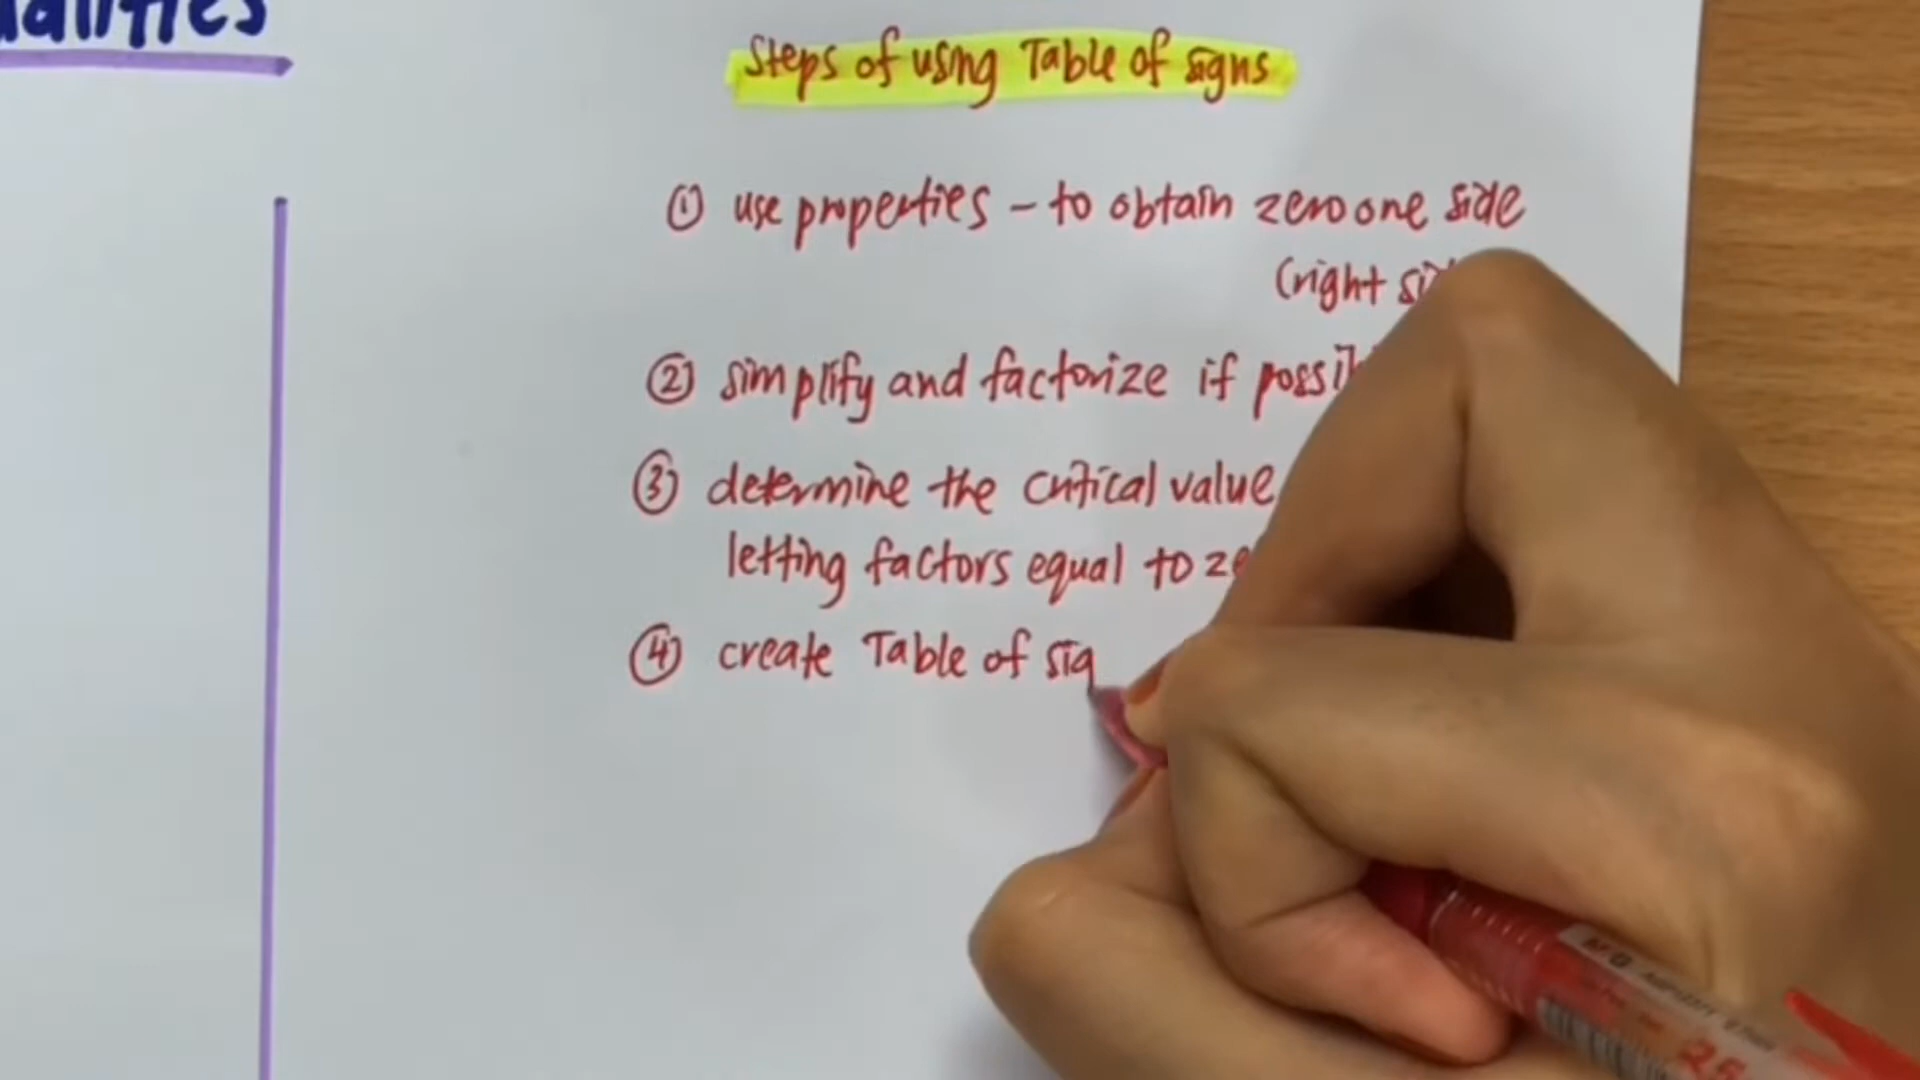 Steps of using Table of signs
① use properties – to obtain zero one side
(right
② simplify and factorize if
③ determine the critical value
letting factors equal to
④ create Table of sig